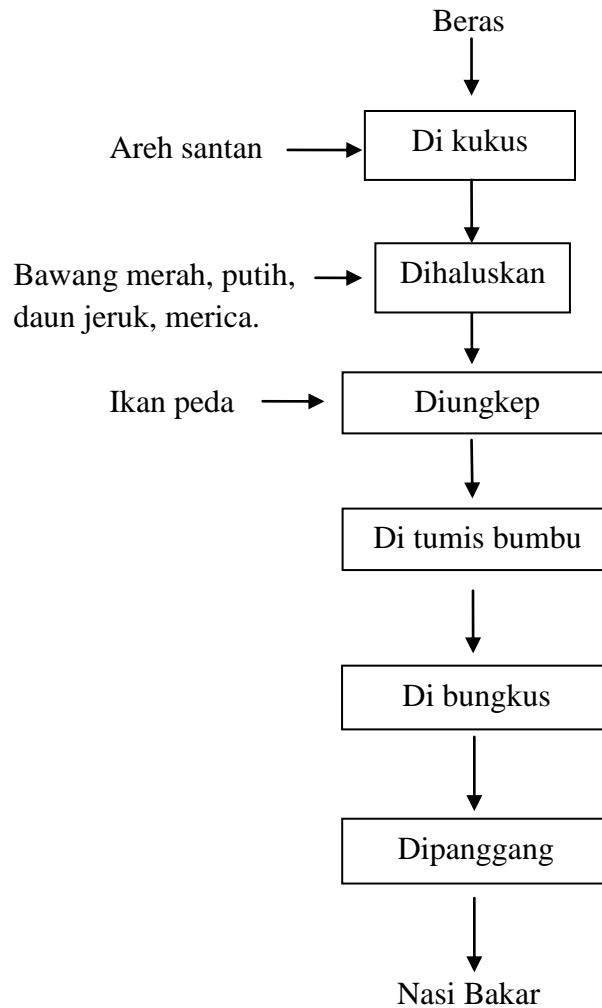 Beras
Areh santan
Di kukus
Bawang merah, putih,
daun jeruk, merica.
Dihaluskan
Ikan peda
Diungkep
Di tumis bumbu
Di bungkus
Dipanggang
Nasi Bakar